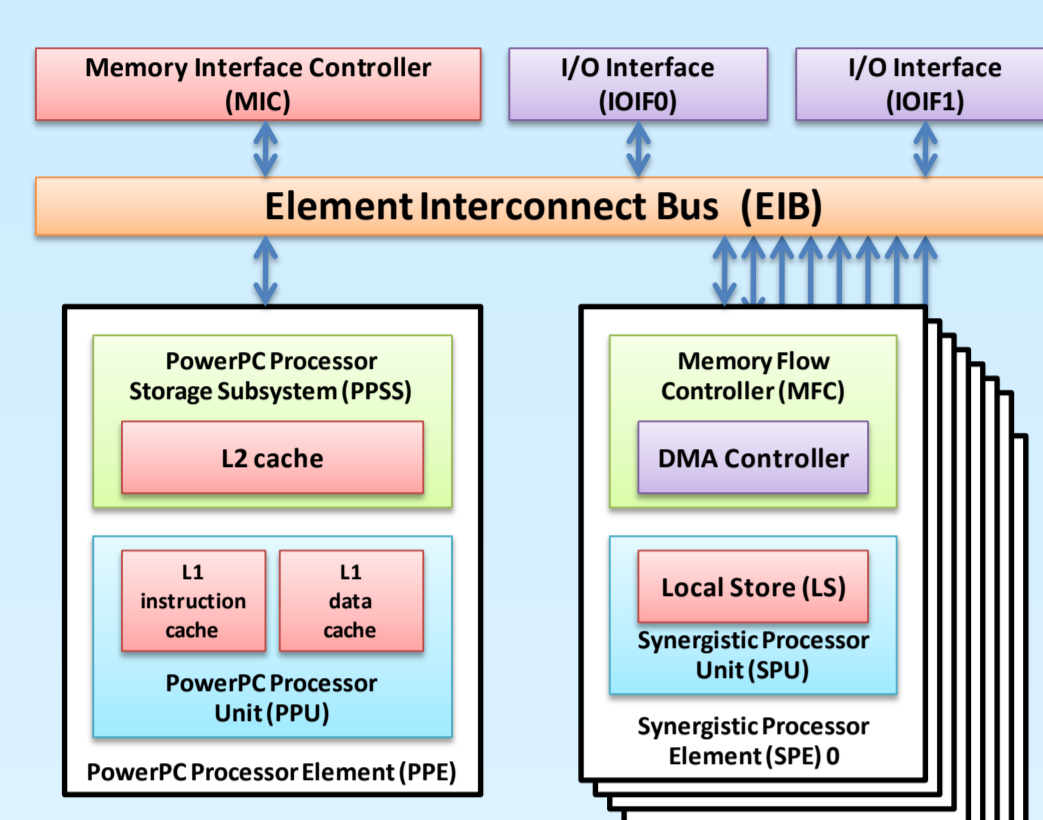 Memory Interface Controller
(MIC)
I/O Interface
(IOIF0)
I/O Interface
(IOIF1)
Element Interconnect Bus (EIB)
PowerPC Processor
Storage Subsystem (PPSS)
L2 cache
L1
instruction
cache
L1
data
cache
PowerPC Processor
Unit (PPU)
PowerPC Processor Element (PPE)
Memory Flow
Controller (MFC)
DMA Controller
Local Store (LS)
Synergistic Processor
Unit (SPU)
Synergistic Processor
Element (SPE) 0